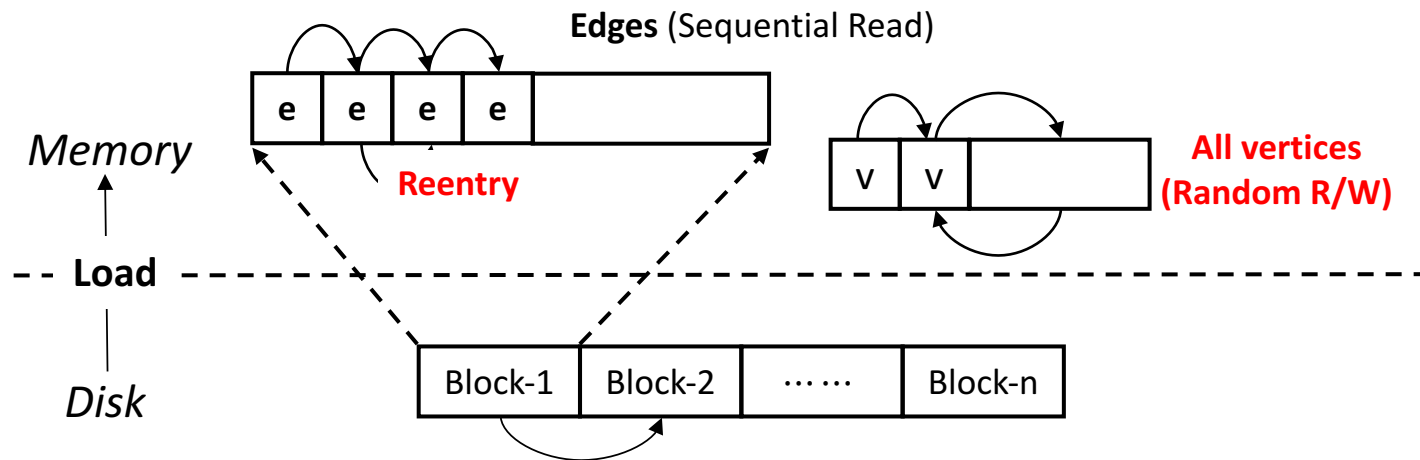 Edges (Sequential Read)
e e e e
Memory
Reentry
v v
All vertices
(Random R/W)
Load
Disk
Block-1 Block-2 …… Block-n